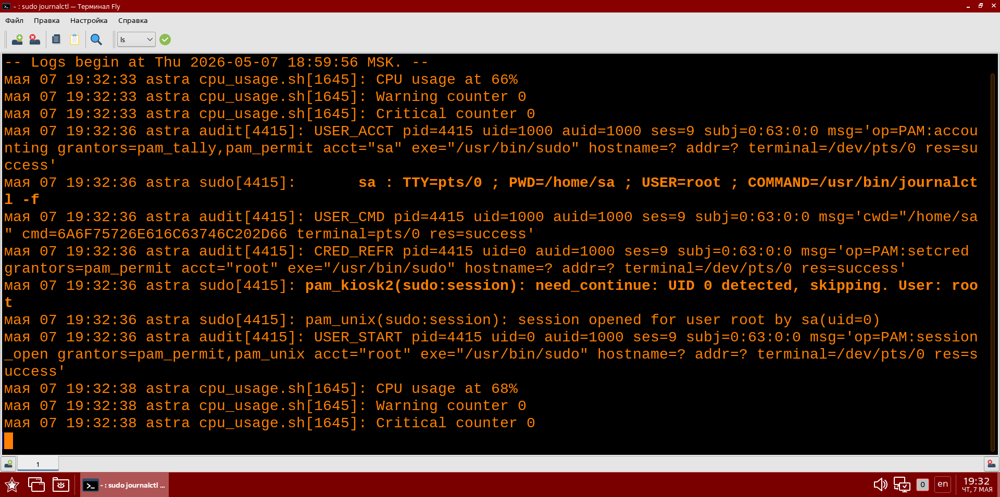 - : sudo journalctl — Терминал Fly
Файл Правка Настройка Справка
ls
-- Logs begin at Thu 2026-05-07 18:59:56 MSK. --
мая 07 19:32:33 astra cpu_usage.sh[1645]: CPU usage at 66%
мая 07 19:32:33 astra cpu_usage.sh[1645]: Warning counter 0
мая 07 19:32:33 astra cpu_usage.sh[1645]: Critical counter 0
мая 07 19:32:36 astra audit[4415]: USER_ACCT pid=4415 uid=1000 auid=1000 ses=9 subj=0:63:0:0 msg='op=PAM:accou
nting grantors=pam_tally,pam_permit acct="sa" exe="/usr/bin/sudo" hostname=? addr=? terminal=/dev/pts/0 res=su
ccess'
мая 07 19:32:36 astra sudo[4415]:       sa : TTY=pts/0 ; PWD=/home/sa ; USER=root ; COMMAND=/usr/bin/journalct
l -f
мая 07 19:32:36 astra audit[4415]: USER_CMD pid=4415 uid=1000 auid=1000 ses=9 subj=0:63:0:0 msg='cwd="/home/sa
" cmd=6A6F75726E616C63746C202D66 terminal=pts/0 res=success'
мая 07 19:32:36 astra audit[4415]: CRED_REFR pid=4415 uid=0 auid=1000 ses=9 subj=0:63:0:0 msg='op=PAM:setcred
grantors=pam_permit acct="root" exe="/usr/bin/sudo" hostname=? addr=? terminal=/dev/pts/0 res=success'
мая 07 19:32:36 astra sudo[4415]: pam_kiosk2(sudo:session): need_continue: UID 0 detected, skipping. User: roo
t
мая 07 19:32:36 astra sudo[4415]: pam_unix(sudo:session): session opened for user root by sa(uid=0)
мая 07 19:32:36 astra audit[4415]: USER_START pid=4415 uid=0 auid=1000 ses=9 subj=0:63:0:0 msg='op=PAM:session
_open grantors=pam_permit,pam_unix acct="root" exe="/usr/bin/sudo" hostname=? addr=? terminal=/dev/pts/0 res=s
uccess'
мая 07 19:32:38 astra cpu_usage.sh[1645]: CPU usage at 68%
мая 07 19:32:38 astra cpu_usage.sh[1645]: Warning counter 0
мая 07 19:32:38 astra cpu_usage.sh[1645]: Critical counter 0
1
- : sudo journalctl ...
0
en
19:32
ЧТ, 7 МАЯ